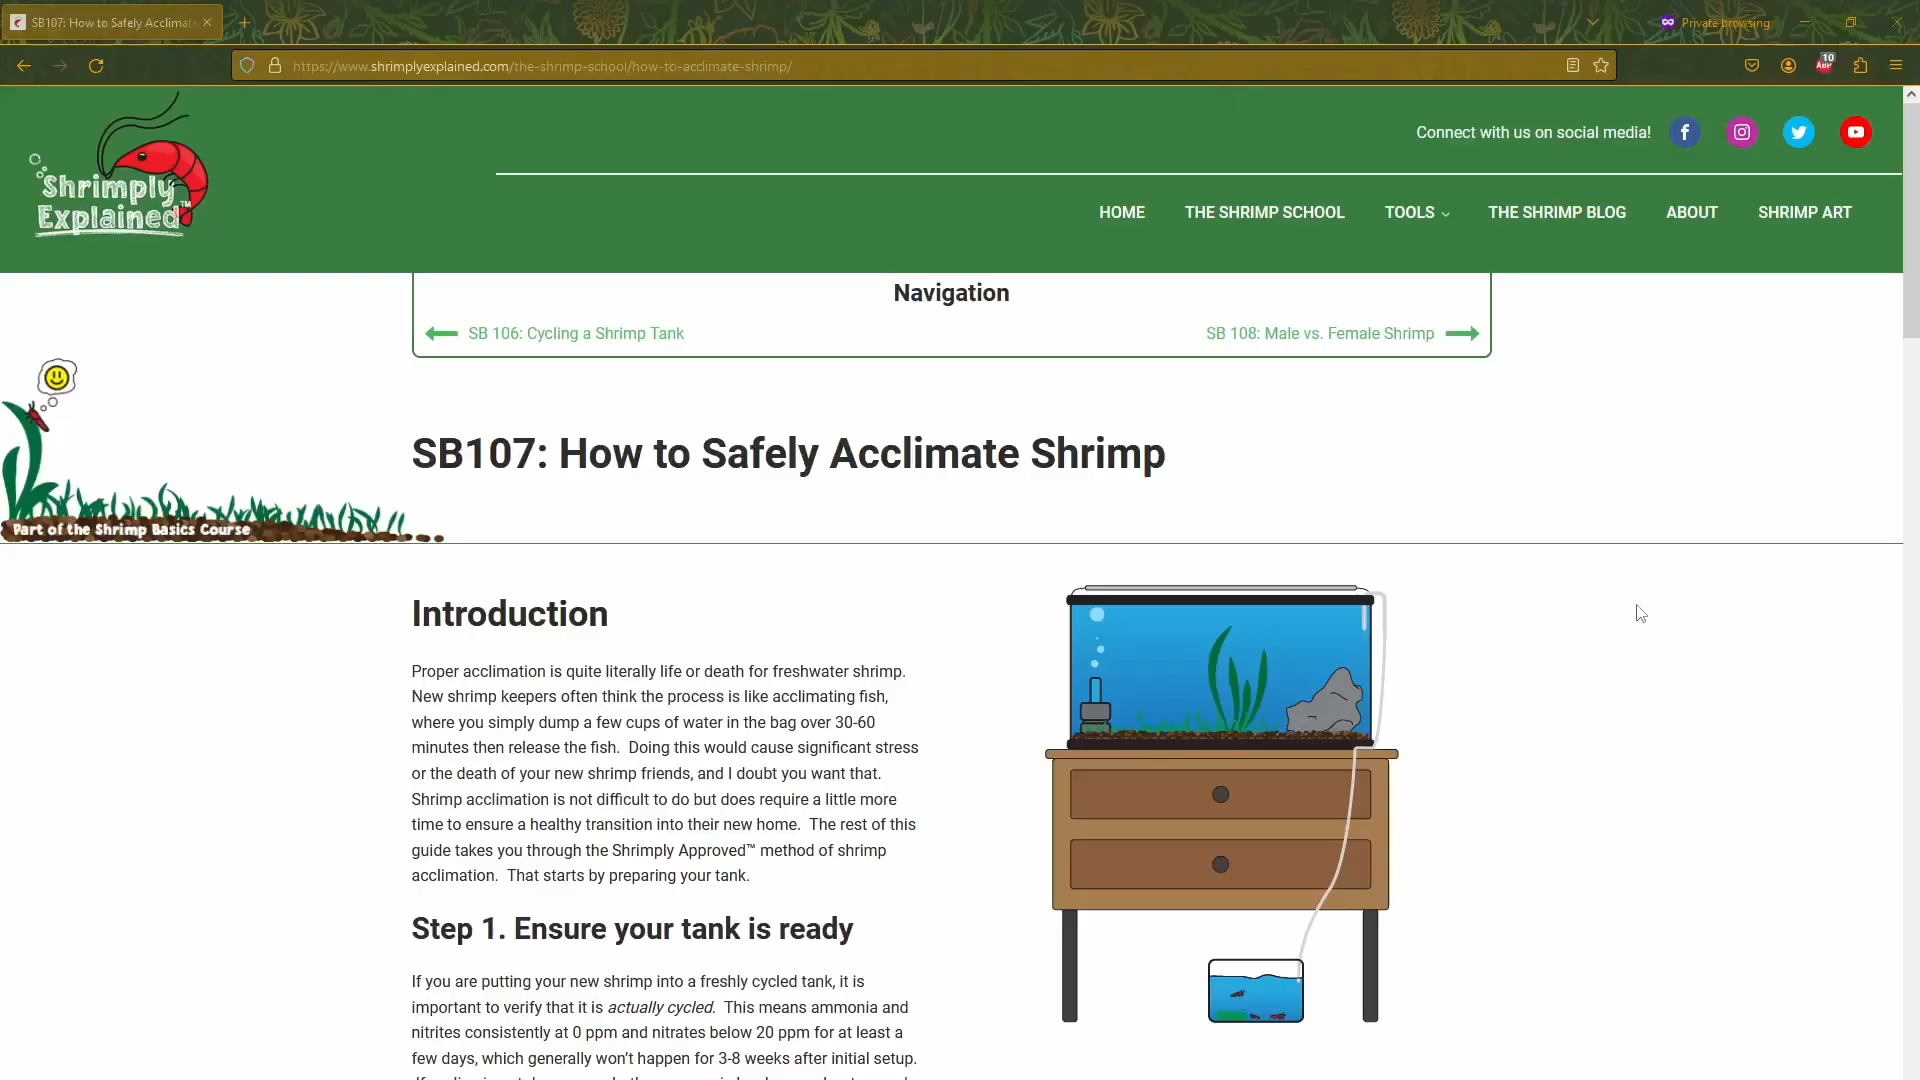 SB107: How to Safely Acclimate
Private browsing
https://www.shrimplyexplained.com/the-shrimp-school/how-to-acclimate-shrimp/
10
ABP
Shrimply
Explained™
Connect with us on social media!
HOME
THE SHRIMP SCHOOL
TOOLS
THE SHRIMP BLOG
ABOUT
SHRIMP ART
Navigation
SB 106: Cycling a Shrimp Tank
SB 108: Male vs. Female Shrimp
SB107: How to Safely Acclimate Shrimp
Part of the Shrimp Basics Course
Introduction
Proper acclimation is quite literally life or death for freshwater shrimp.
New shrimp keepers often think the process is like acclimating fish,
where you simply dump a few cups of water in the bag over 30-60
minutes then release the fish.  Doing this would cause significant stress
or the death of your new shrimp friends, and I doubt you want that.
Shrimp acclimation is not difficult to do but does require a little more
time to ensure a healthy transition into their new home.  The rest of this
guide takes you through the Shrimply Approved™ method of shrimp
acclimation.  That starts by preparing your tank.
Step 1. Ensure your tank is ready
If you are putting your new shrimp into a freshly cycled tank, it is
important to verify that it is actually cycled.  This means ammonia and
nitrites consistently at 0 ppm and nitrates below 20 ppm for at least a
few days, which generally won't happen for 3-8 weeks after initial setup.